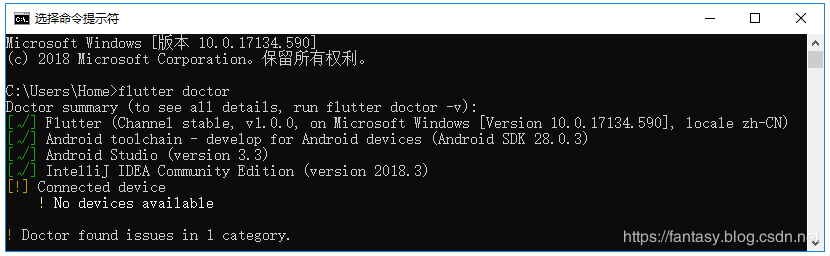 选择命令提示符
Microsoft Windows [版本 10.0.17134.590]
(c) 2018 Microsoft Corporation。保留所有权利。
C:\Users\Home>flutter doctor
Doctor summary (to see all details, run flutter doctor -v):
[√] Flutter (Channel stable, v1.0.0, on Microsoft Windows [Version 10.0.17134.590], locale zh-CN)
[√] Android toolchain - develop for Android devices (Android SDK 28.0.3)
[√] Android Studio (version 3.3)
[√] IntelliJ IDEA Community Edition (version 2018.3)
[!] Connected device
! No devices available
! Doctor found issues in 1 category.
https://fantasy.blog.csdn.net